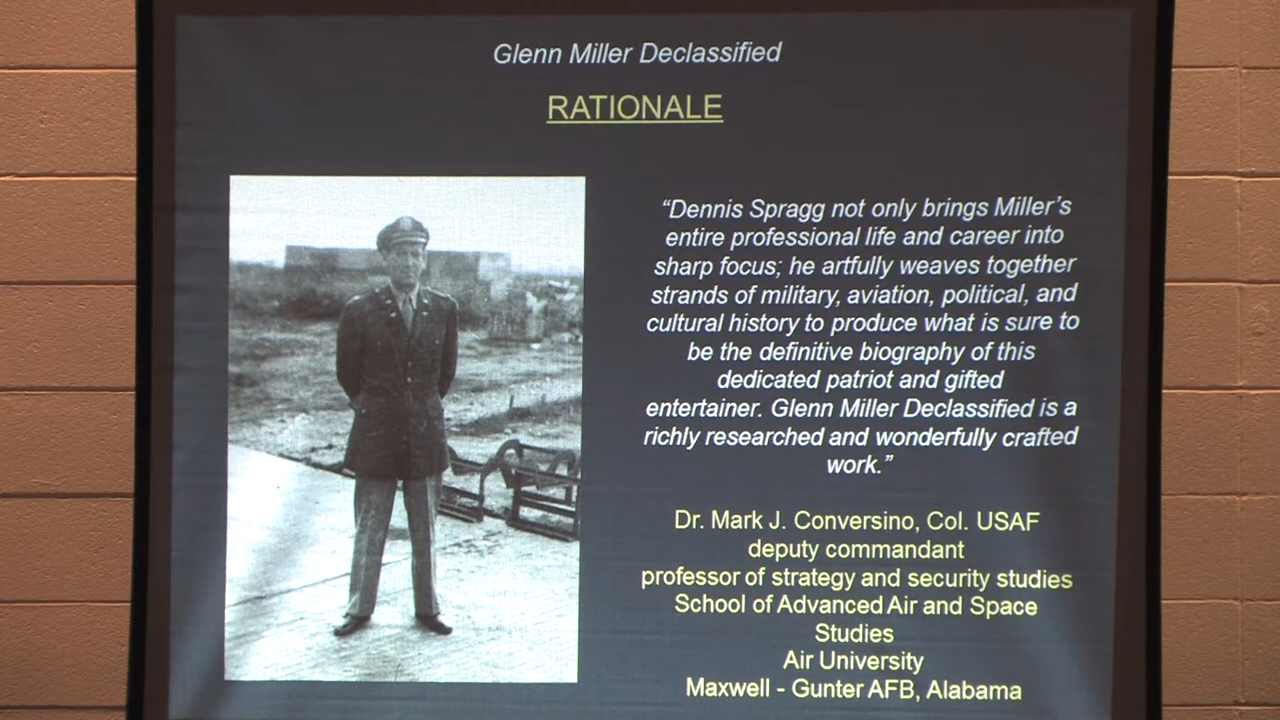 Glenn Miller Declassified
RATIONALE
“Dennis Spragg not only brings Miller’s
entire professional life and career into
sharp focus; he artfully weaves together
strands of military, aviation, political, and
cultural history to produce what is sure to
be the definitive biography of this
dedicated patriot and gifted
entertainer. Glenn Miller Declassified is a
richly researched and wonderfully crafted
work.”
Dr. Mark J. Conversino, Col. USAF
deputy commandant
professor of strategy and security studies
School of Advanced Air and Space
Studies
Air University
Maxwell - Gunter AFB, Alabama